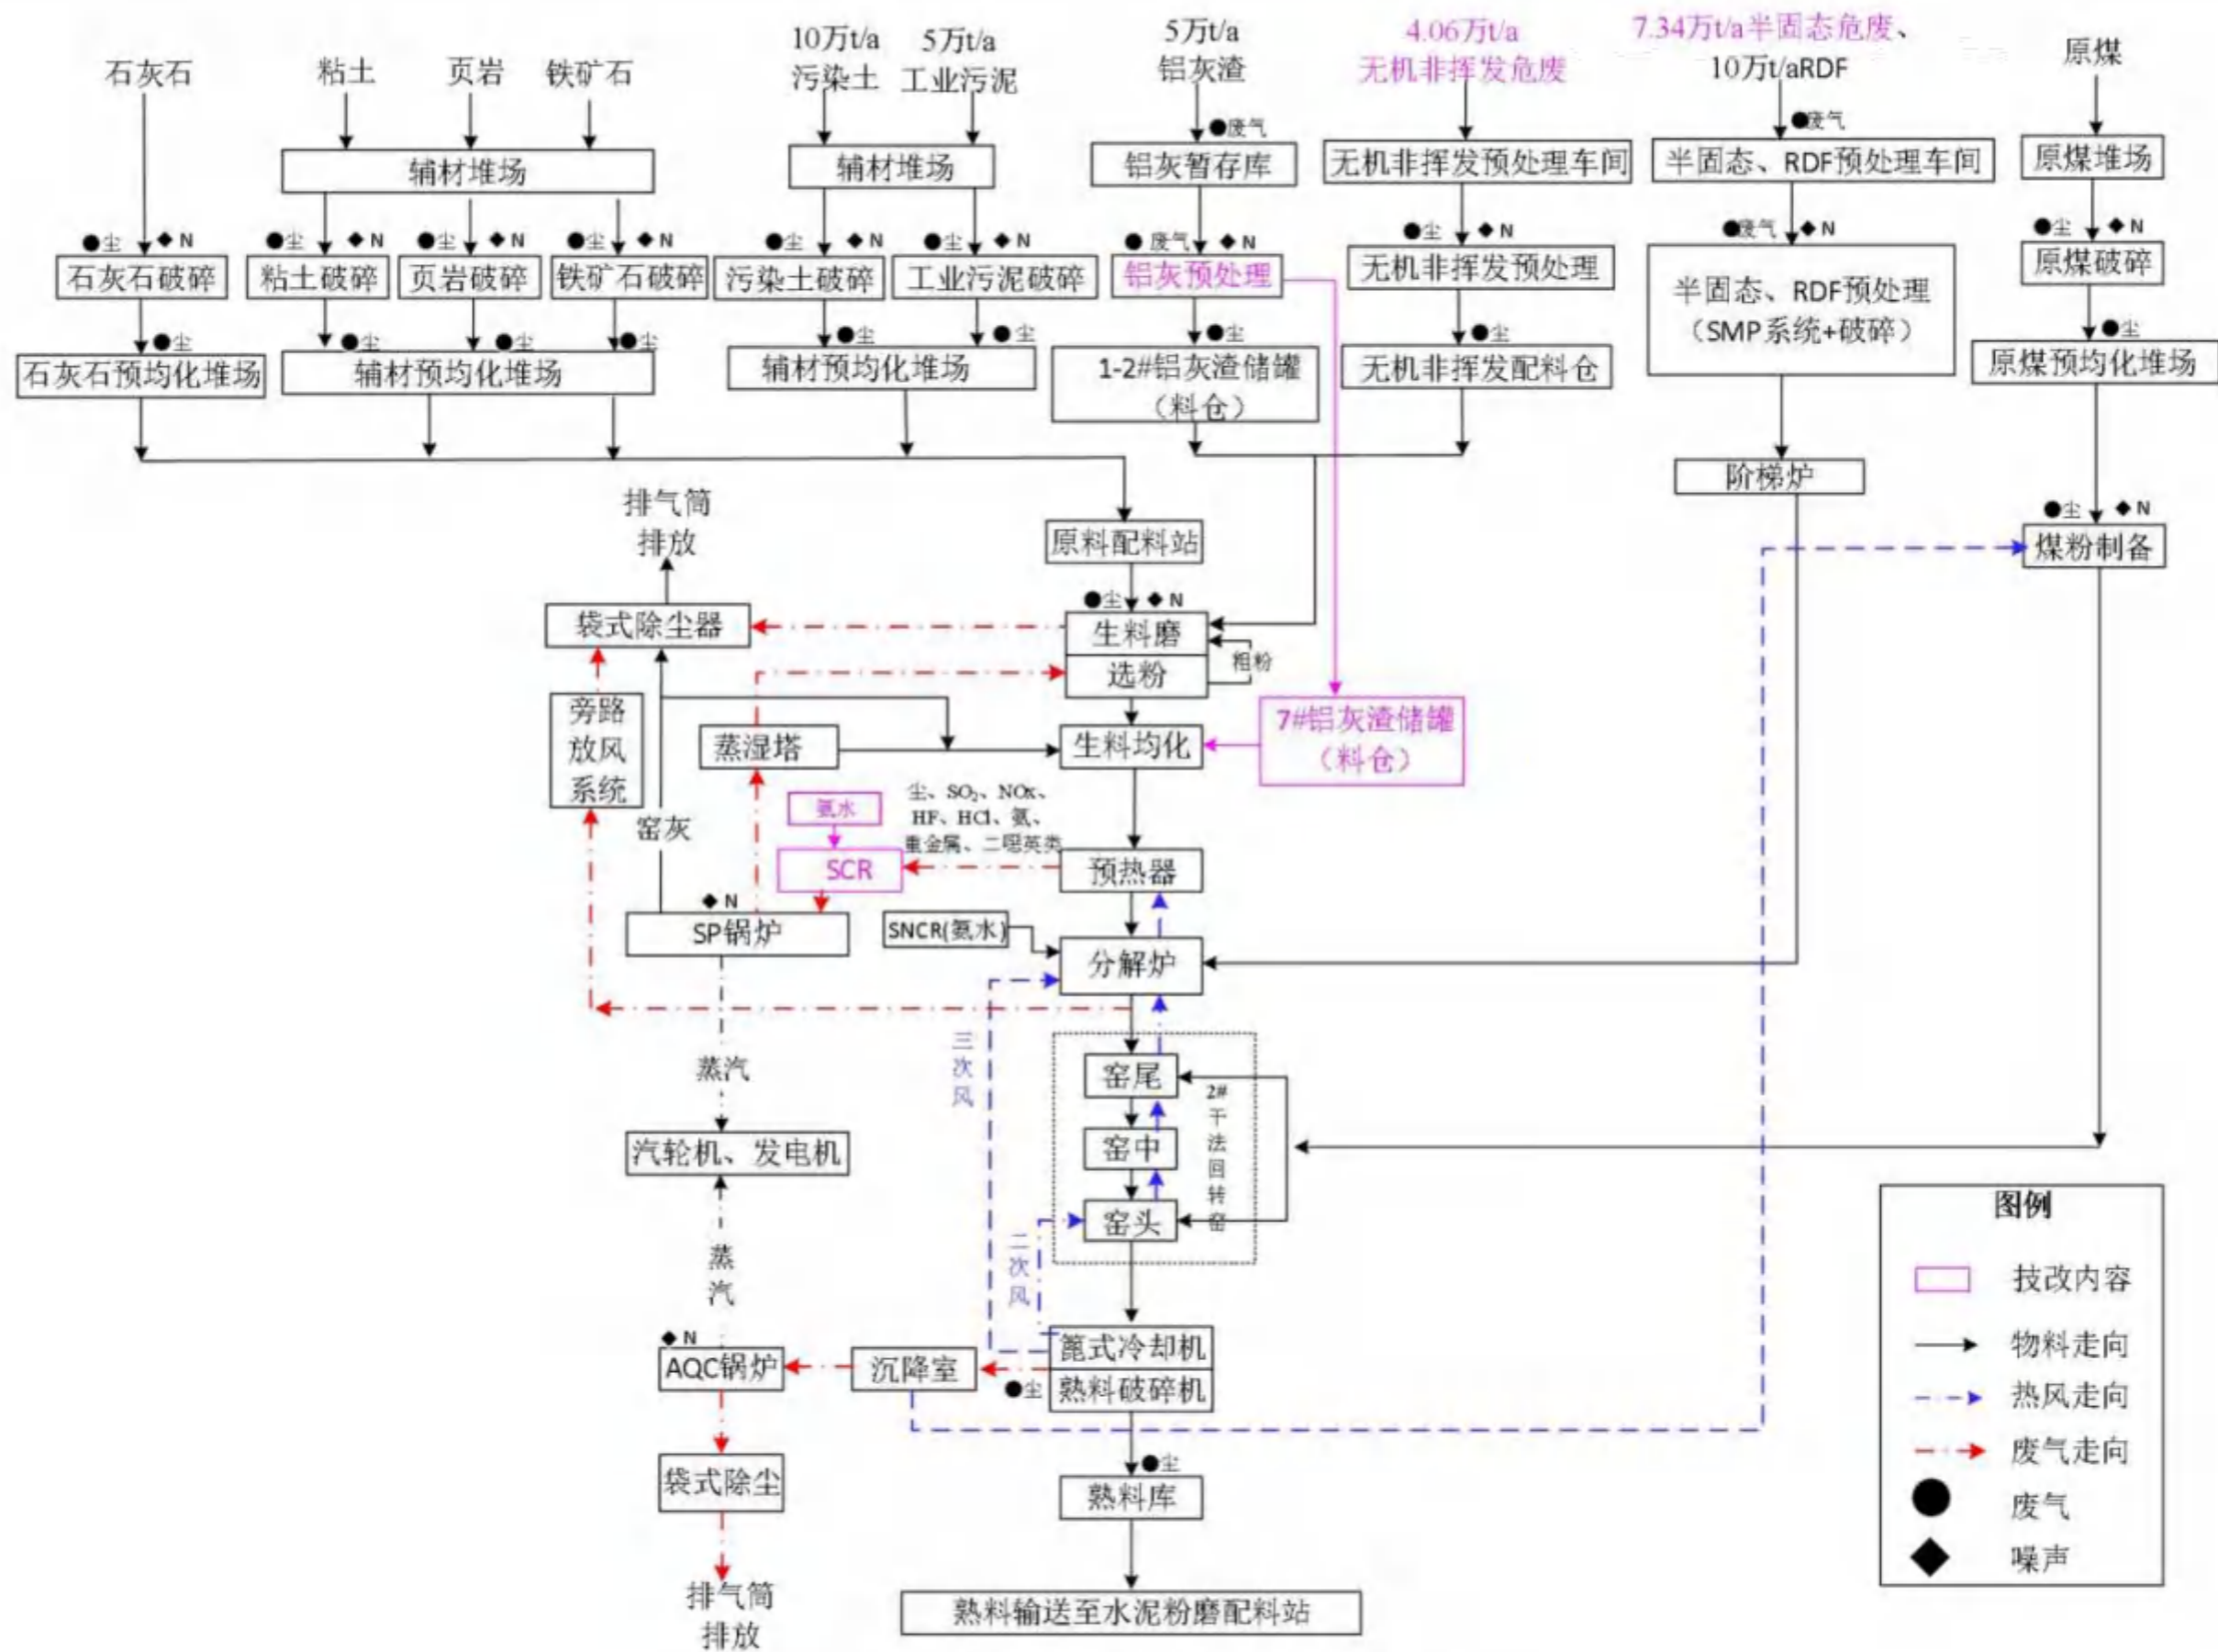 石灰石
粘土
页岩
铁矿石
10万t/a
污染土
5万t/a
工业污泥
5万t/a
铝灰渣
4.06万t/a
无机非挥发危废
7.34万t/a半固态危废、
10万t/aRDF
原煤
●废气
●废气
辅材堆场
辅材堆场
铝灰暂存库
无机非挥发预处理车间
半固态、RDF预处理车间
原煤堆场
●尘 ◆N
●尘 ◆N
●尘 ◆N
●尘 ◆N
●尘 ◆N
●尘 ◆N
●废气 ◆N
●尘 ◆N
●废气 ◆N
●尘 ◆N
石灰石破碎
粘土破碎
页岩破碎
铁矿石破碎
污染土破碎
工业污泥破碎
铝灰预处理
无机非挥发预处理
半固态、RDF预处理
（SMP系统+破碎）
原煤破碎
●尘
●尘
●尘
●尘
●尘
●尘
●尘
●尘
●尘
石灰石预均化堆场
辅材预均化堆场
辅材预均化堆场
1-2#铝灰渣储罐
（料仓）
无机非挥发配料仓
原煤预均化堆场
阶梯炉
排气筒
排放
原料配料站
●尘 ◆N
煤粉制备
●尘 ◆N
袋式除尘器
生料磨
选粉
粗粉
旁路
放风
系统
蒸湿塔
生料均化
7#铝灰渣储罐
（料仓）
窑灰
氨水
尘、SO₂、NOx、
HF、HCl、氨、
重金属、二噁英类
SCR
预热器
◆N
SP锅炉
SNCR(氨水)
分解炉
三次风
蒸汽
窑尾
2#干法回转窑
汽轮机、发电机
窑中
窑头
二次风
蒸汽
◆N
AQC锅炉
沉降室
篦式冷却机
●尘
熟料破碎机
袋式除尘
●尘
熟料库
排气筒
排放
熟料输送至水泥粉磨配料站
图例
技改内容
物料走向
热风走向
废气走向
废气
噪声